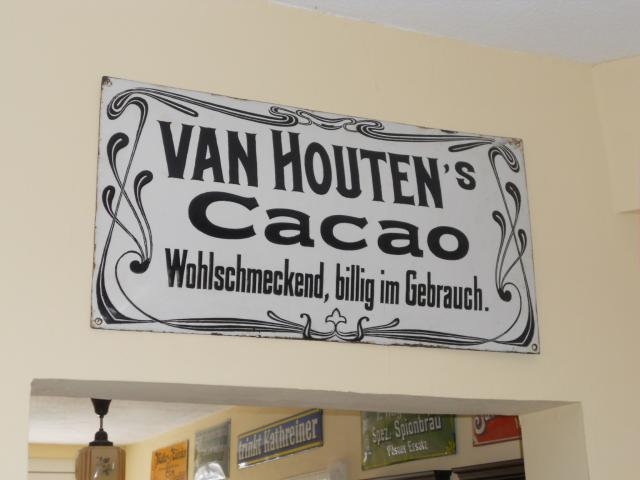 VAN HOUTEN's
Cacao
Wohlschmeckend, billig im Gebrauch.
trinkt Kathreiner
Spez. Spionbräu